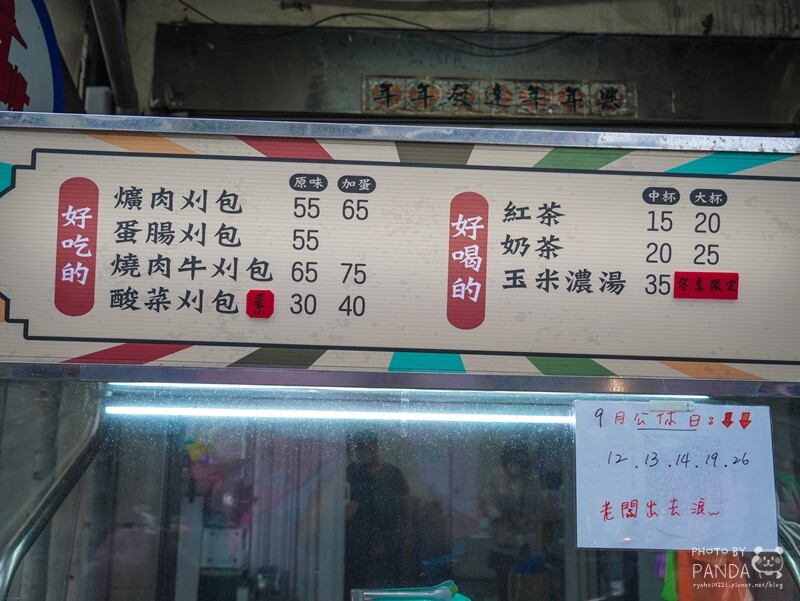 年年發達年年興
好吃的
原味 加蛋
爌肉刈包 55 65
蛋腸刈包 55
燒肉牛刈包 65 75
酸菜刈包 素 30 40
好喝的
中杯 大杯
紅茶 15 20
奶茶 20 25
玉米濃湯 35 冬季限定
9月公休日:
12.13.14.19.26
老闆出去浪~
PHOTO BY
PANDA
ryoho10221.pixnet.net/blog